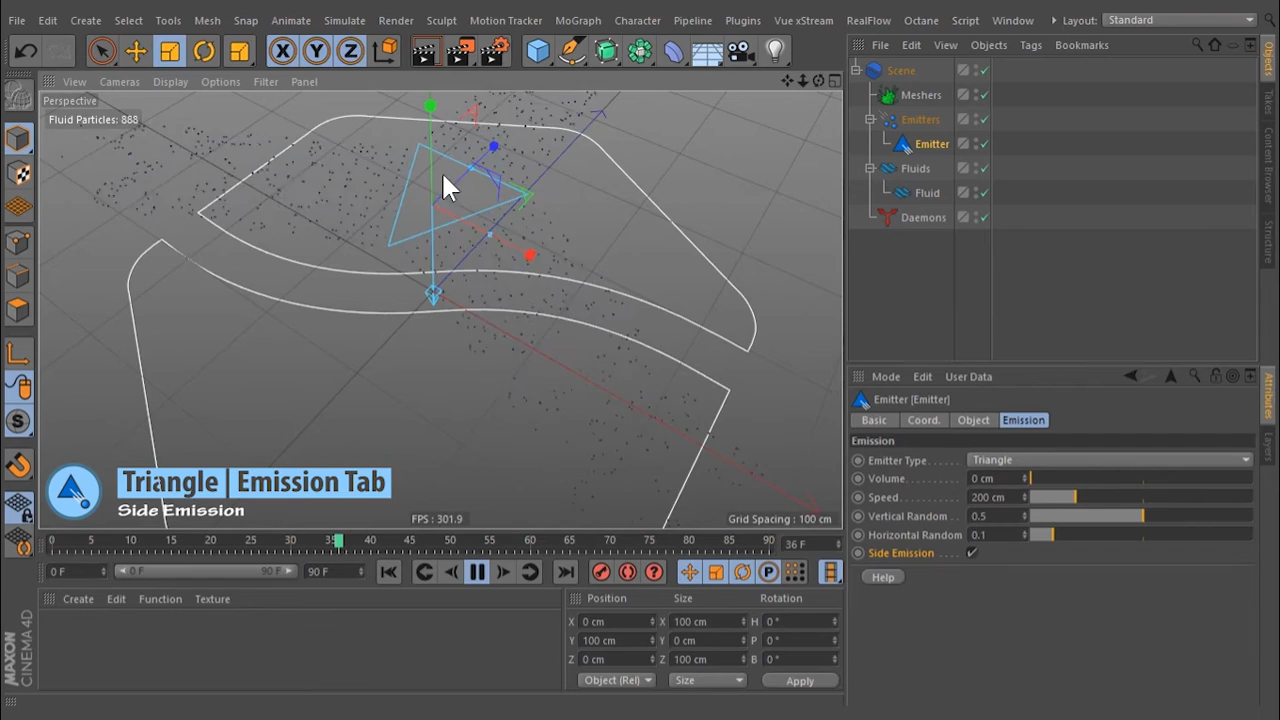 File Edit Create Select Tools Mesh Snap Animate Simulate Render Sculpt Motion Tracker MoGraph Character Pipeline Plugins Vue xStream RealFlow Octane Script Window Layout: Standard
X Y Z
File Edit View Objects Tags Bookmarks
View Cameras Display Options Filter Panel
Perspective
Fluid Particles: 888
Scene
Meshers
Emitters
Emitter
Fluids
Fluid
Daemons
Objects
Takes
Content Browser
Structure
Mode Edit User Data
Emitter [Emitter]
Basic Coord. Object Emission
Emission
Emitter Type Triangle
Volume 0 cm
Speed 200 cm
Vertical Random 0.5
Horizontal Random 0.1
Side Emission
Help
Attributes
Layers
Triangle | Emission Tab
Side Emission
FPS : 301.9
Grid Spacing : 100 cm
0 5 10 15 20 25 30 35 40 45 50 55 60 65 70 75 80 85 90
36 F
0 F 0 F 90 F 90 F
P
S
Create Edit Function Texture
Position Size Rotation
X 0 cm X 100 cm H 0 °
Y 100 cm Y 0 cm P 0 °
Z 0 cm Z 100 cm B 0 °
Object (Rel) Size Apply
MAXON
CINEMA 4D